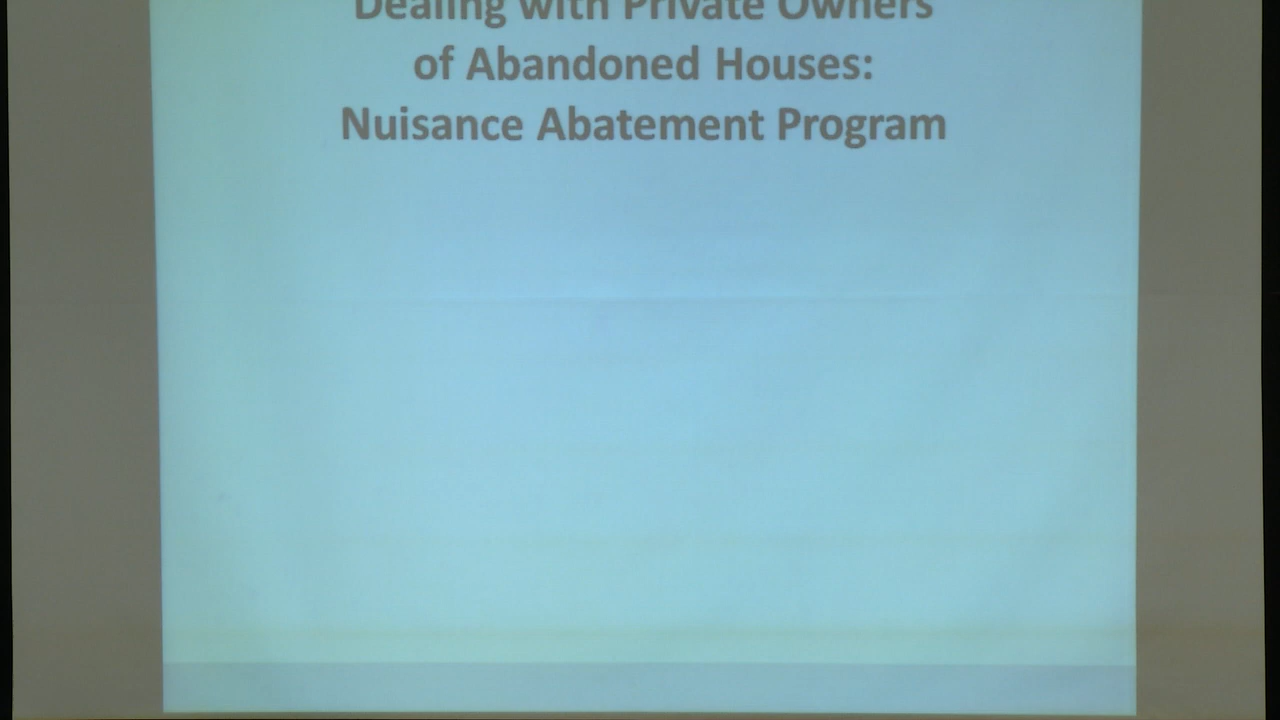 Dealing with Private Owners
of Abandoned Houses:
Nuisance Abatement Program